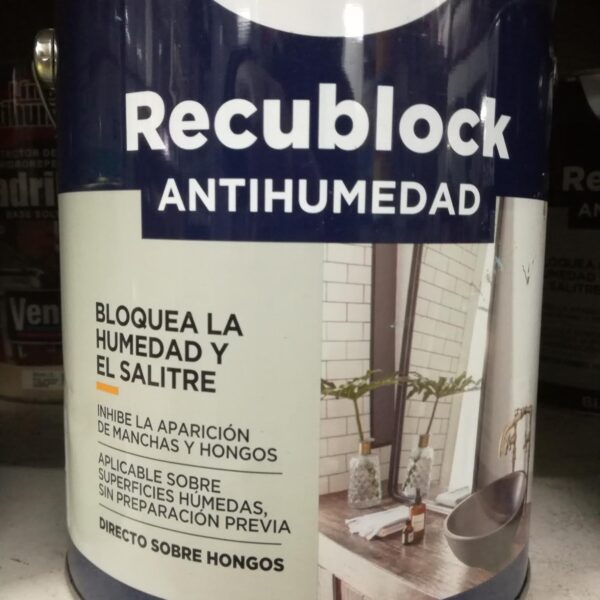 Recublock
ANTIHUMEDAD
BLOQUEA LA
HUMEDAD Y
EL SALITRE
INHIBE LA APARICIÓN
DE MANCHAS Y HONGOS
APLICABLE SOBRE
SUPERFICIES HÚMEDAS,
SIN PREPARACIÓN PREVIA
DIRECTO SOBRE HONGOS